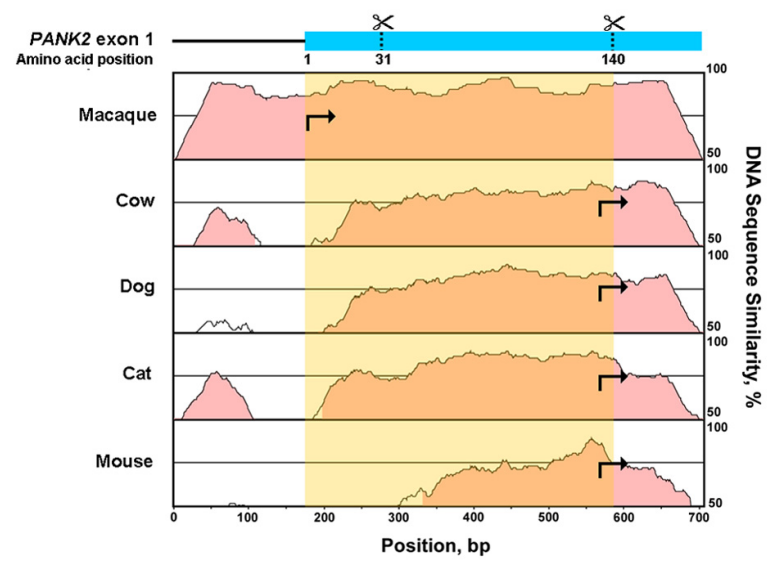 PANK2 exon 1
Amino acid position
1 31 140
Macaque
100
50
Cow
100
50
Dog
100
50
Cat
100
50
Mouse
100
50
DNA Sequence Similarity, %
0 100 200 300 400 500 600 700
Position, bp